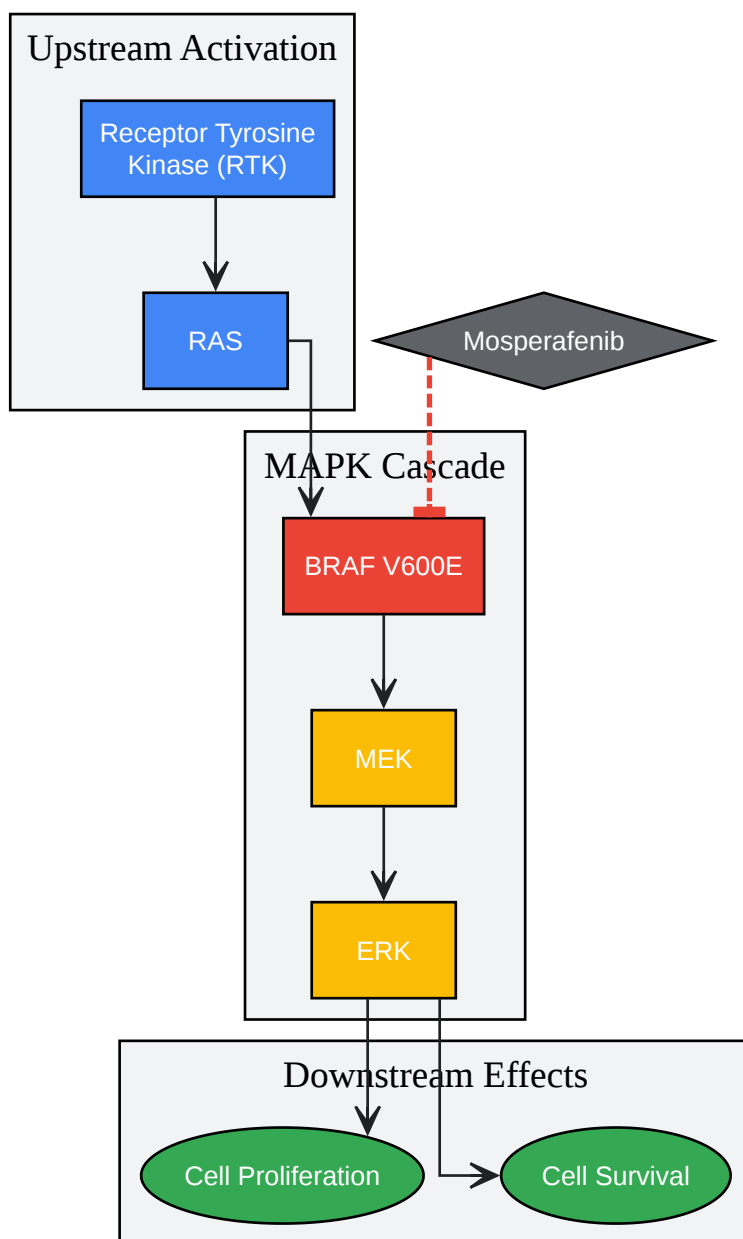 Upstream Activation
Receptor Tyrosine
Kinase (RTK)
RAS
Mosperafenib
MAPK Cascade
BRAF V600E
MEK
ERK
Downstream Effects
Cell Proliferation
Cell Survival